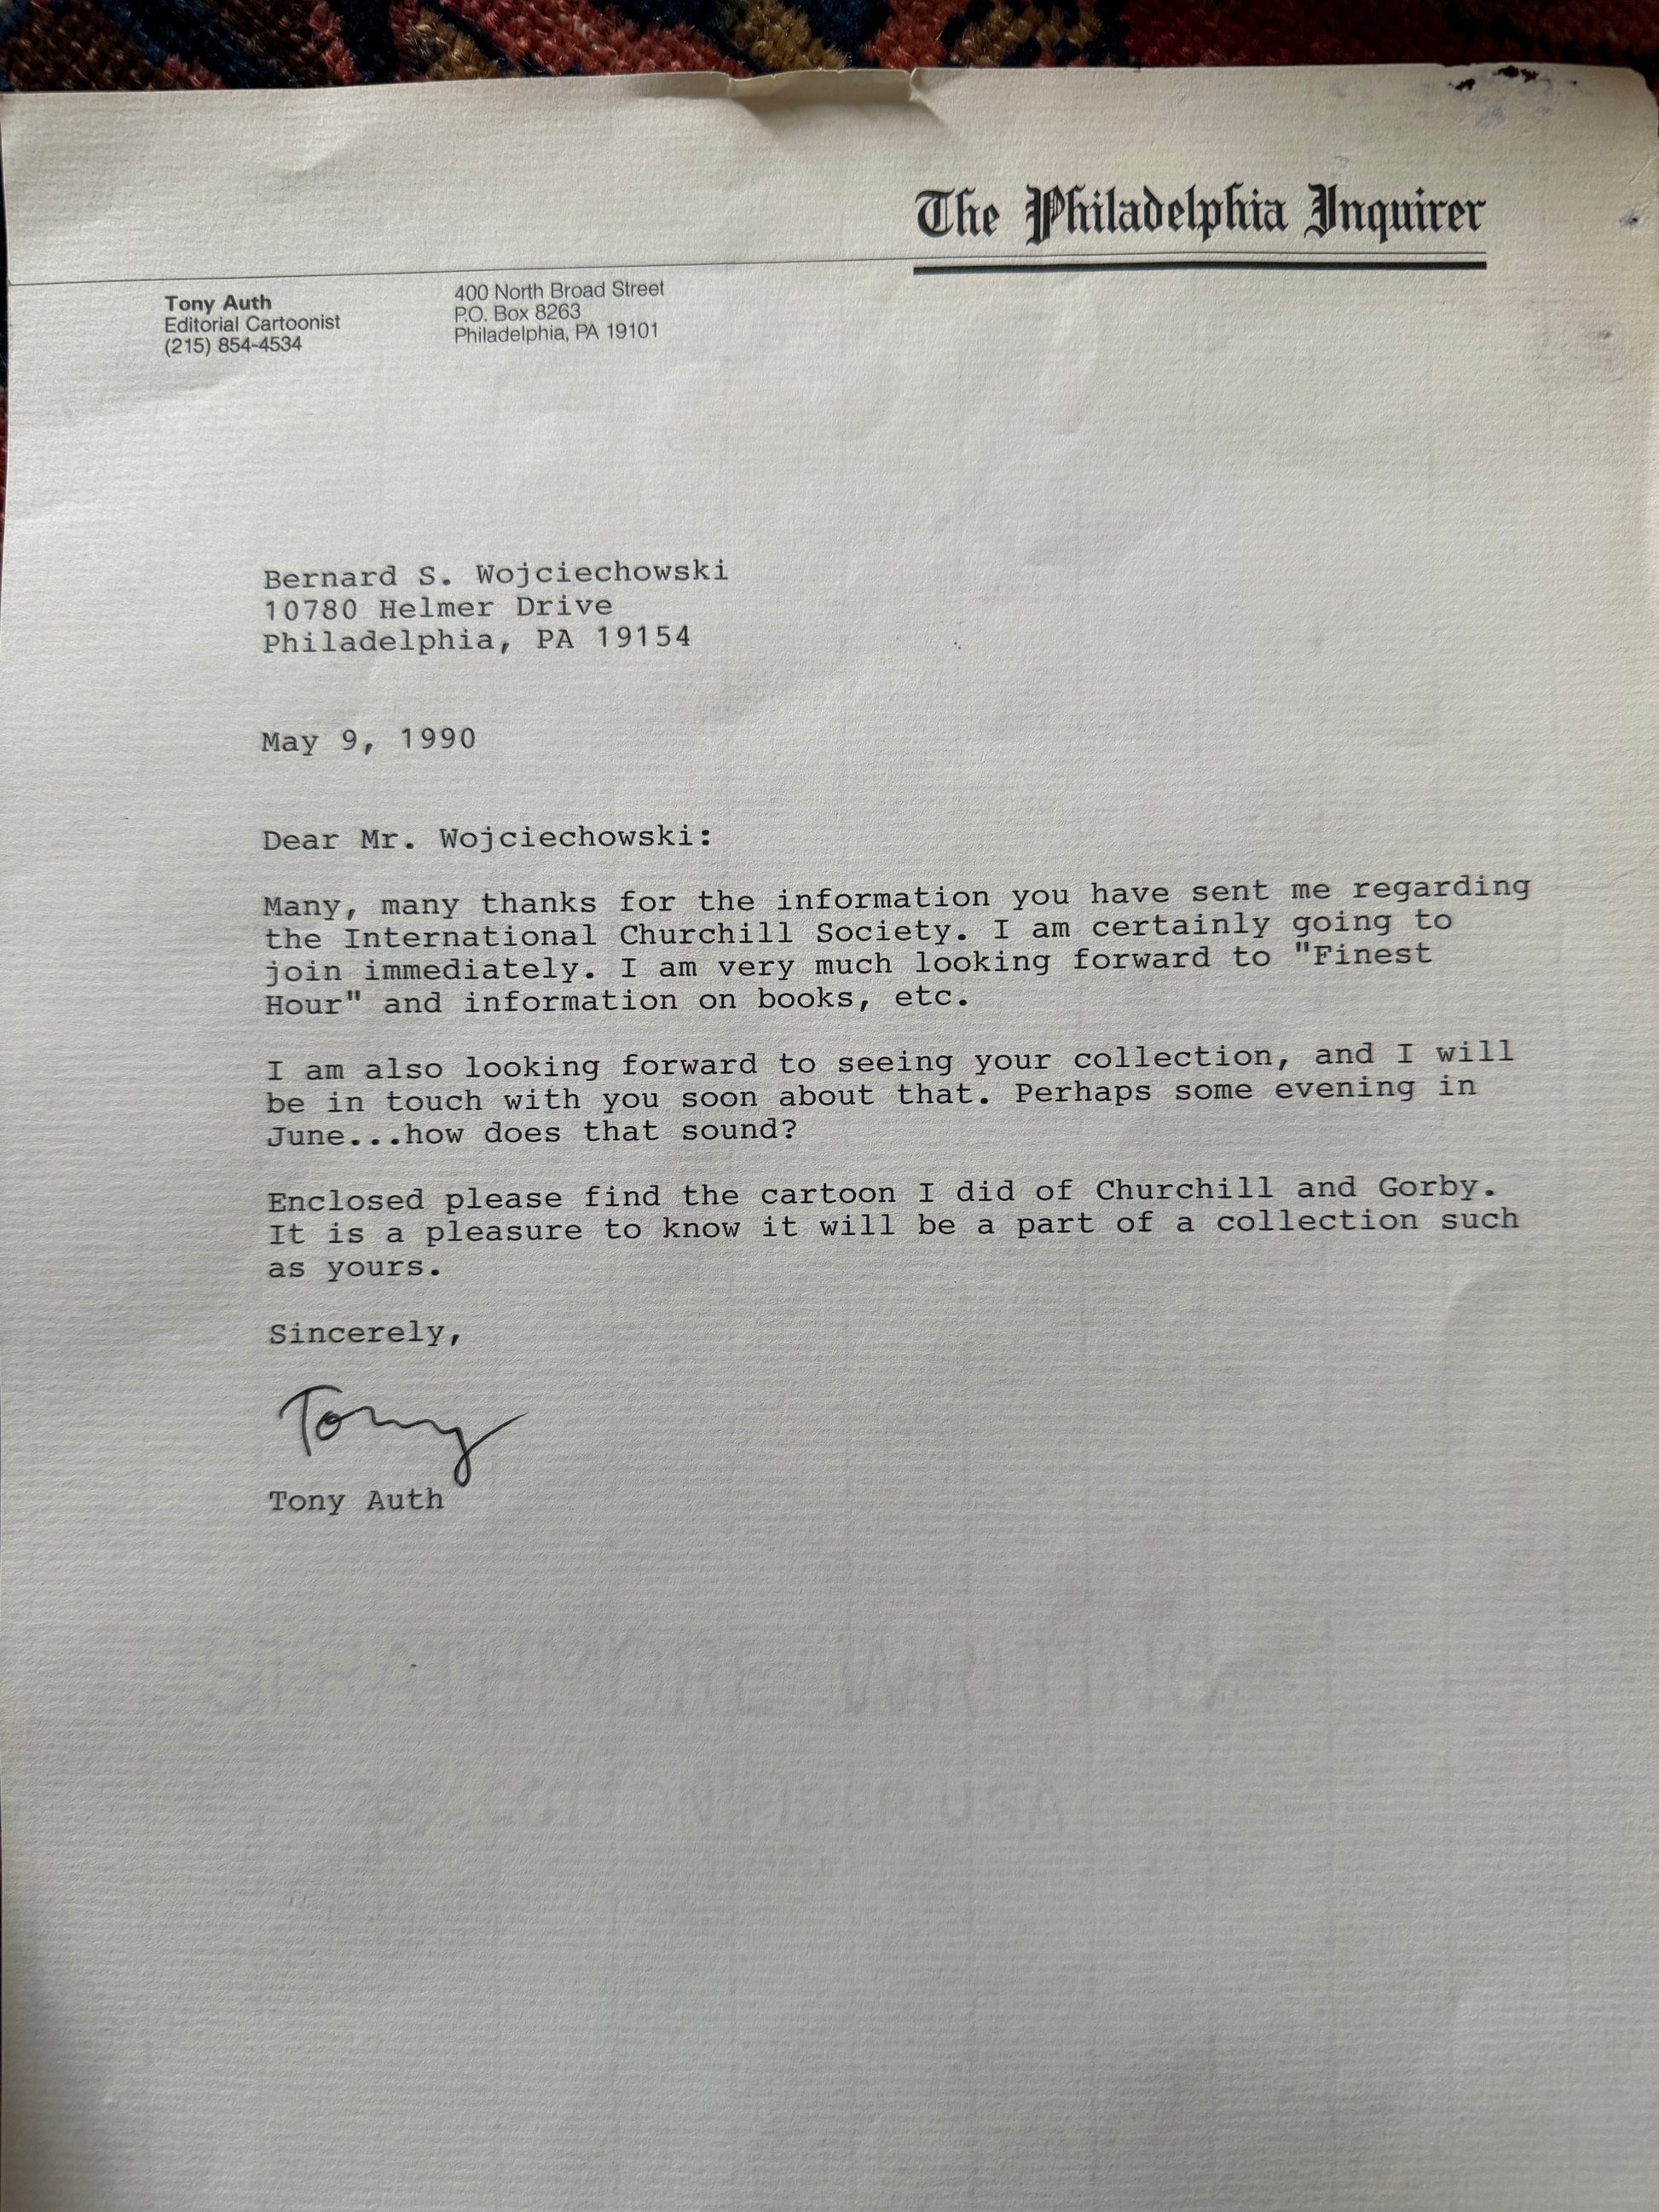 The Philadelphia Inquirer
Tony Auth
Editorial Cartoonist
(215) 854-4534
400 North Broad Street
P.O. Box 8263
Philadelphia, PA 19101
Bernard S. Wojciechowski
10780 Helmer Drive
Philadelphia, PA 19154
May 9, 1990
Dear Mr. Wojciechowski:
Many, many thanks for the information you have sent me regarding
the International Churchill Society. I am certainly going to
join immediately. I am very much looking forward to "Finest
Hour" and information on books, etc.
I am also looking forward to seeing your collection, and I will
be in touch with you soon about that. Perhaps some evening in
June...how does that sound?
Enclosed please find the cartoon I did of Churchill and Gorby.
It is a pleasure to know it will be a part of a collection such
as yours.
Sincerely,
Tony
Tony Auth